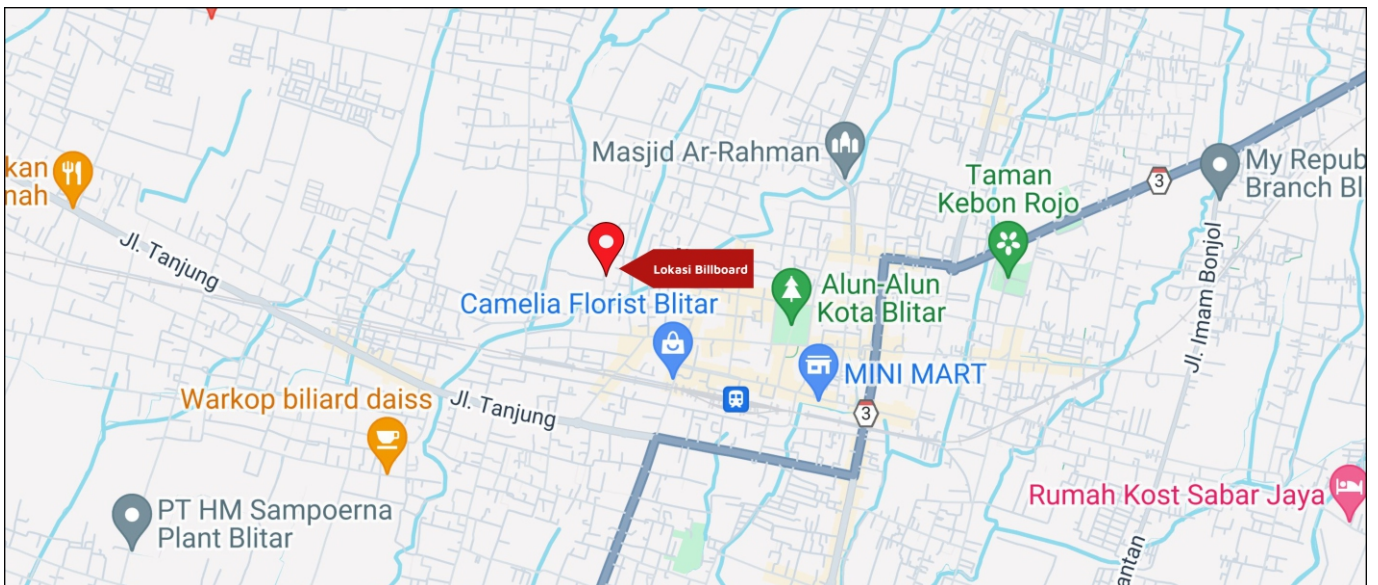 Masjid Ar-Rahman
3
My Repub
Branch BI
kan
nah
Taman
Kebon Rojo
Jl. Tanjung
Lokasi Billboard
Camelia Florist Blitar
Alun-Alun
Kota Blitar
Jl. Imam Bonjol
MINI MART
Warkop biliard daiss
Jl. Tanjung
3
Rumah Kost Sabar Jaya
PT HM Sampoerna
Plant Blitar
antan